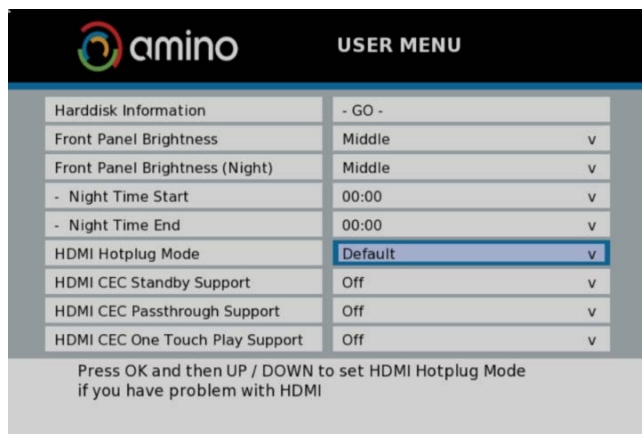 amino USER MENU
Harddisk Information - GO -
Front Panel Brightness Middle v
Front Panel Brightness (Night) Middle v
- Night Time Start 00:00 v
- Night Time End 00:00 v
HDMI Hotplug Mode Default v
HDMI CEC Standby Support Off v
HDMI CEC Passthrough Support Off v
HDMI CEC One Touch Play Support Off v
Press OK and then UP / DOWN to set HDMI Hotplug Mode
if you have problem with HDMI